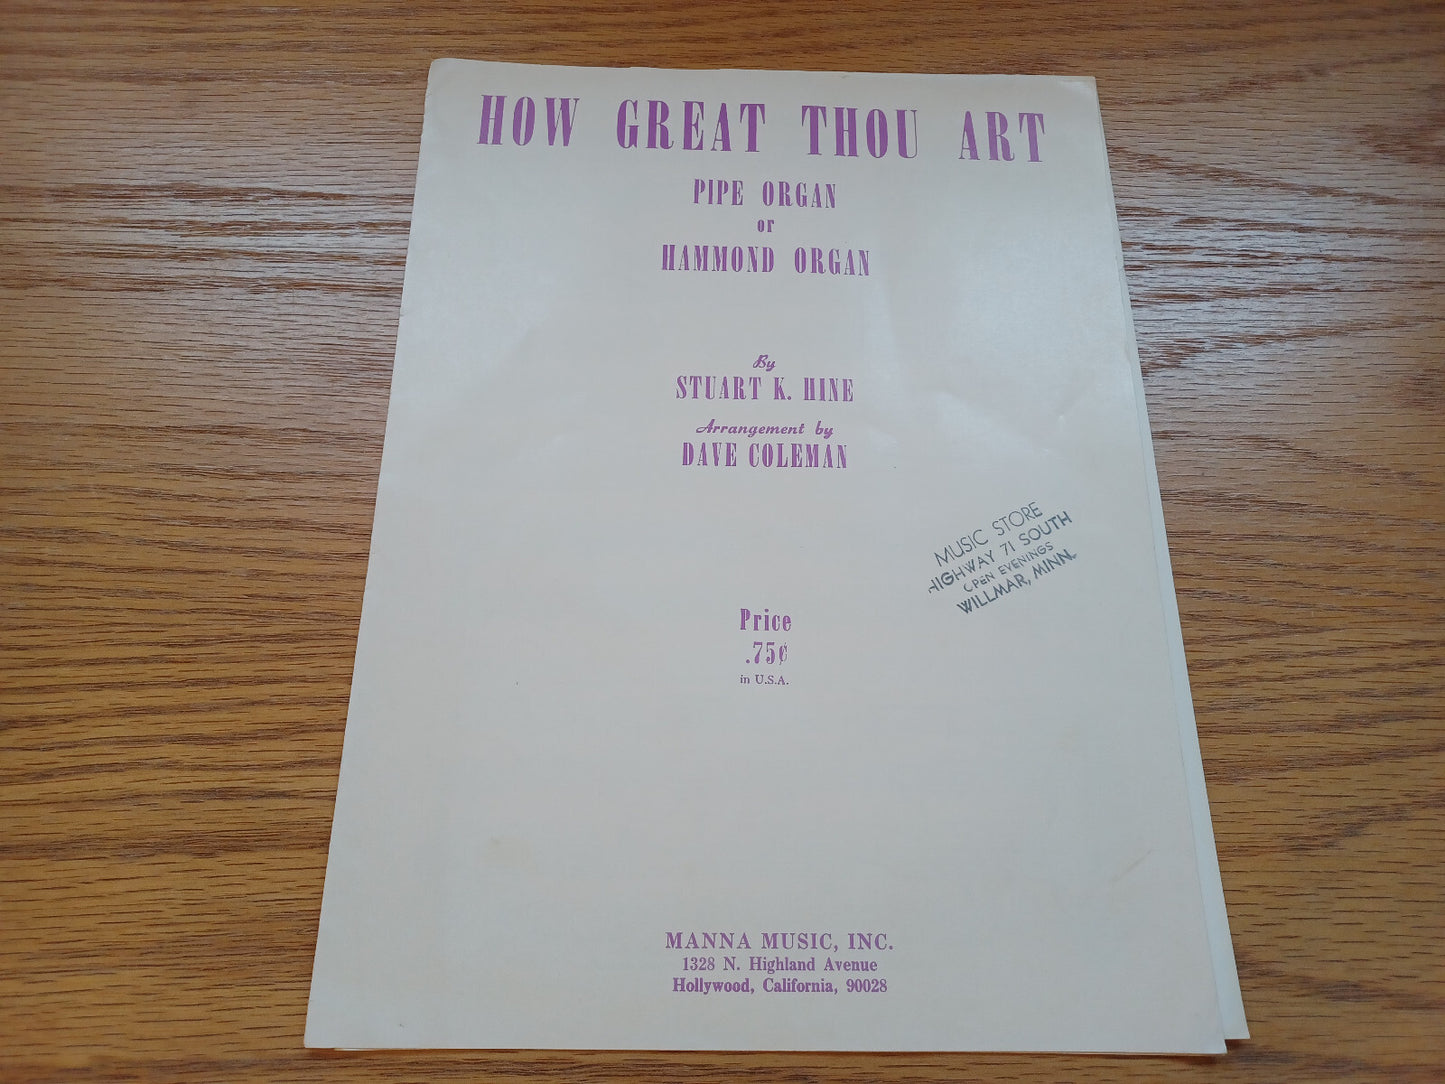 HOW GREAT THOU ART
PIPE ORGAN
or
HAMMOND ORGAN
By
STUART K. HINE
Arrangement by
DAVE COLEMAN
MUSIC STORE
HIGHWAY 71 SOUTH
OPEN EVENINGS
WILLMAR, MINN.
Price
.75¢
in U.S.A.
MANNA MUSIC, INC.
1328 N. Highland Avenue
Hollywood, California, 90028